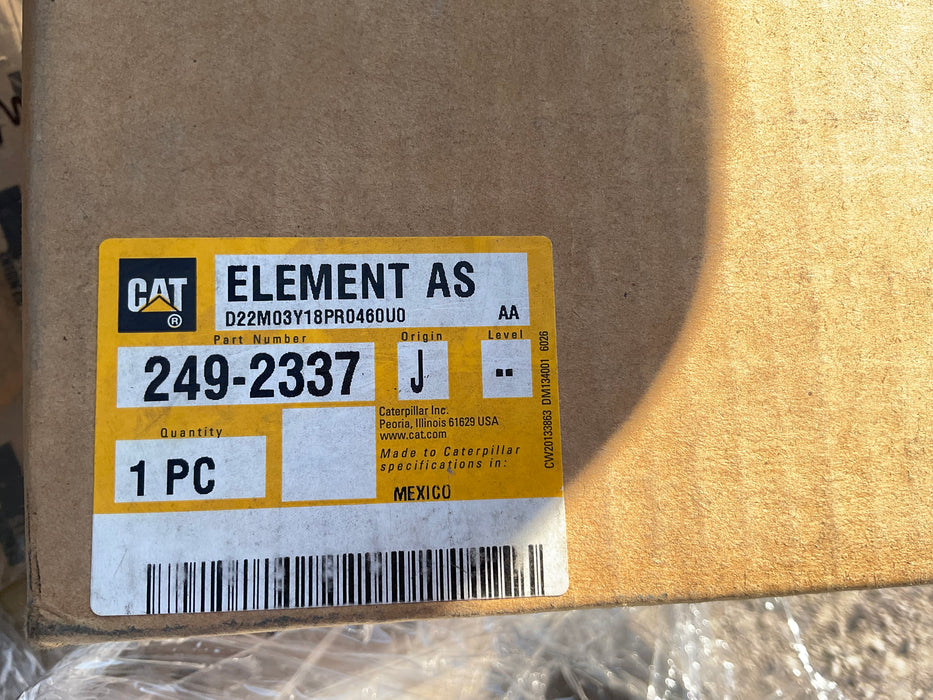 CAT
®
ELEMENT AS
D22M03Y18PR0460U0 AA
Part Number Origin Level
249-2337 J --
Quantity
1 PC
Caterpillar Inc.
Peoria, Illinois 61629 USA
www.cat.com
Made to Caterpillar
specifications in:
MEXICO
CW20133863 DM134001 6026